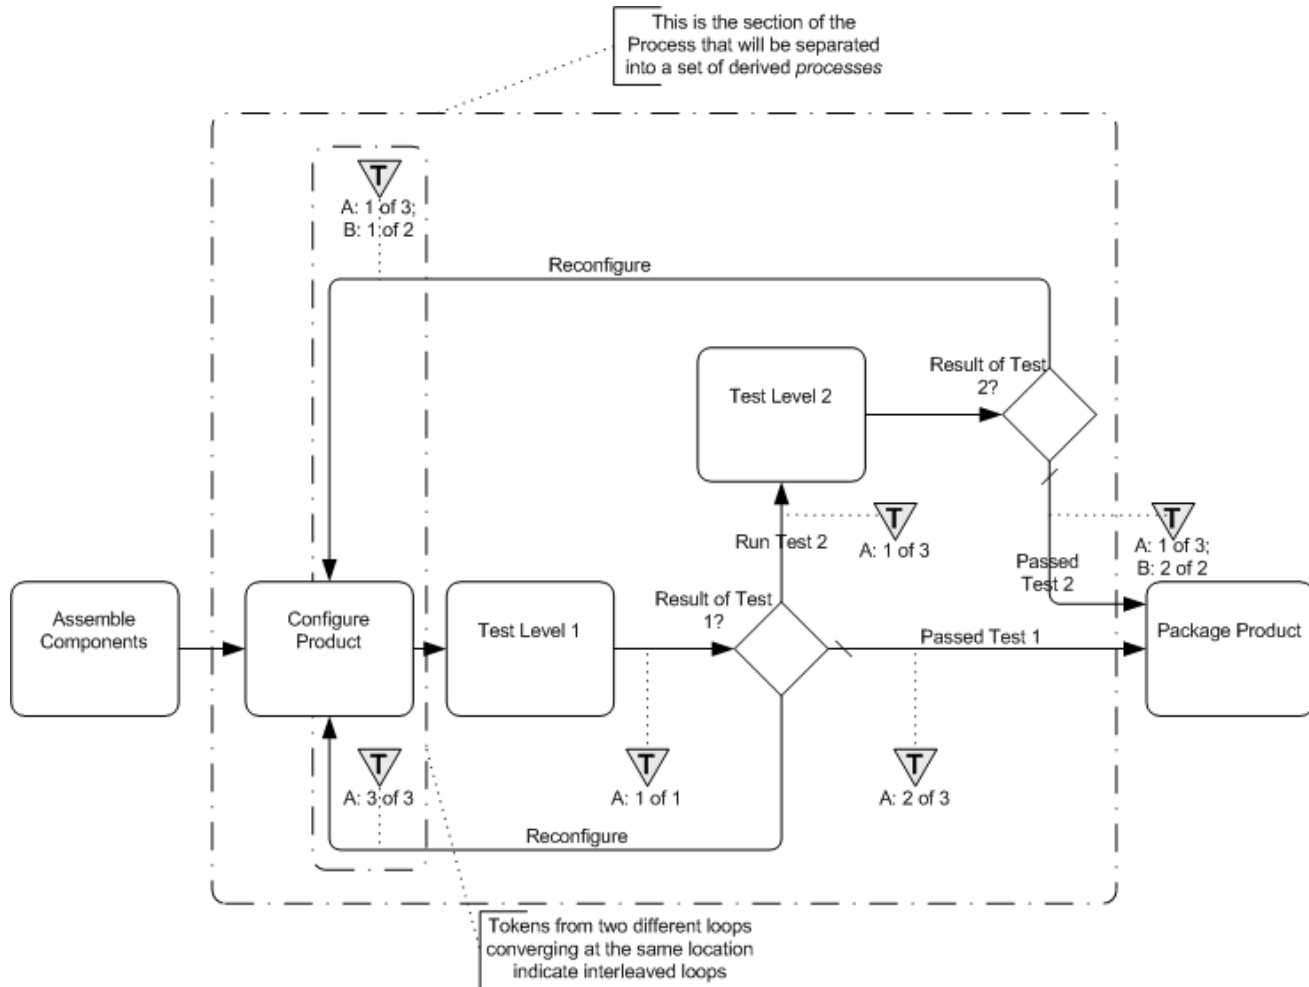 This is the section of the
Process that will be separated
into a set of derived processes
T
A: 1 of 3;
B: 1 of 2
Reconfigure
Test Level 2
Result of Test
2?
T
A: 1 of 3
Run Test 2
T
A: 1 of 3;
B: 2 of 2
Passed
Test 2
Assemble
Components
Configure
Product
Test Level 1
Result of Test
1?
Passed Test 1
Package Product
T
A: 3 of 3
T
A: 1 of 1
T
A: 2 of 3
Reconfigure
Tokens from two different loops
converging at the same location
indicate interleaved loops